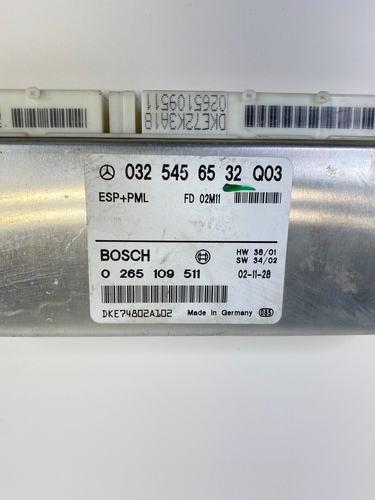 DKE72K3A18
0265109511
032 545 65 32 Q03
ESP+PML FD 02M11
BOSCH HW 38/01
SW 34/02
0 265 109 511 02-11-28
DKE74802A102 Made in Germany 085